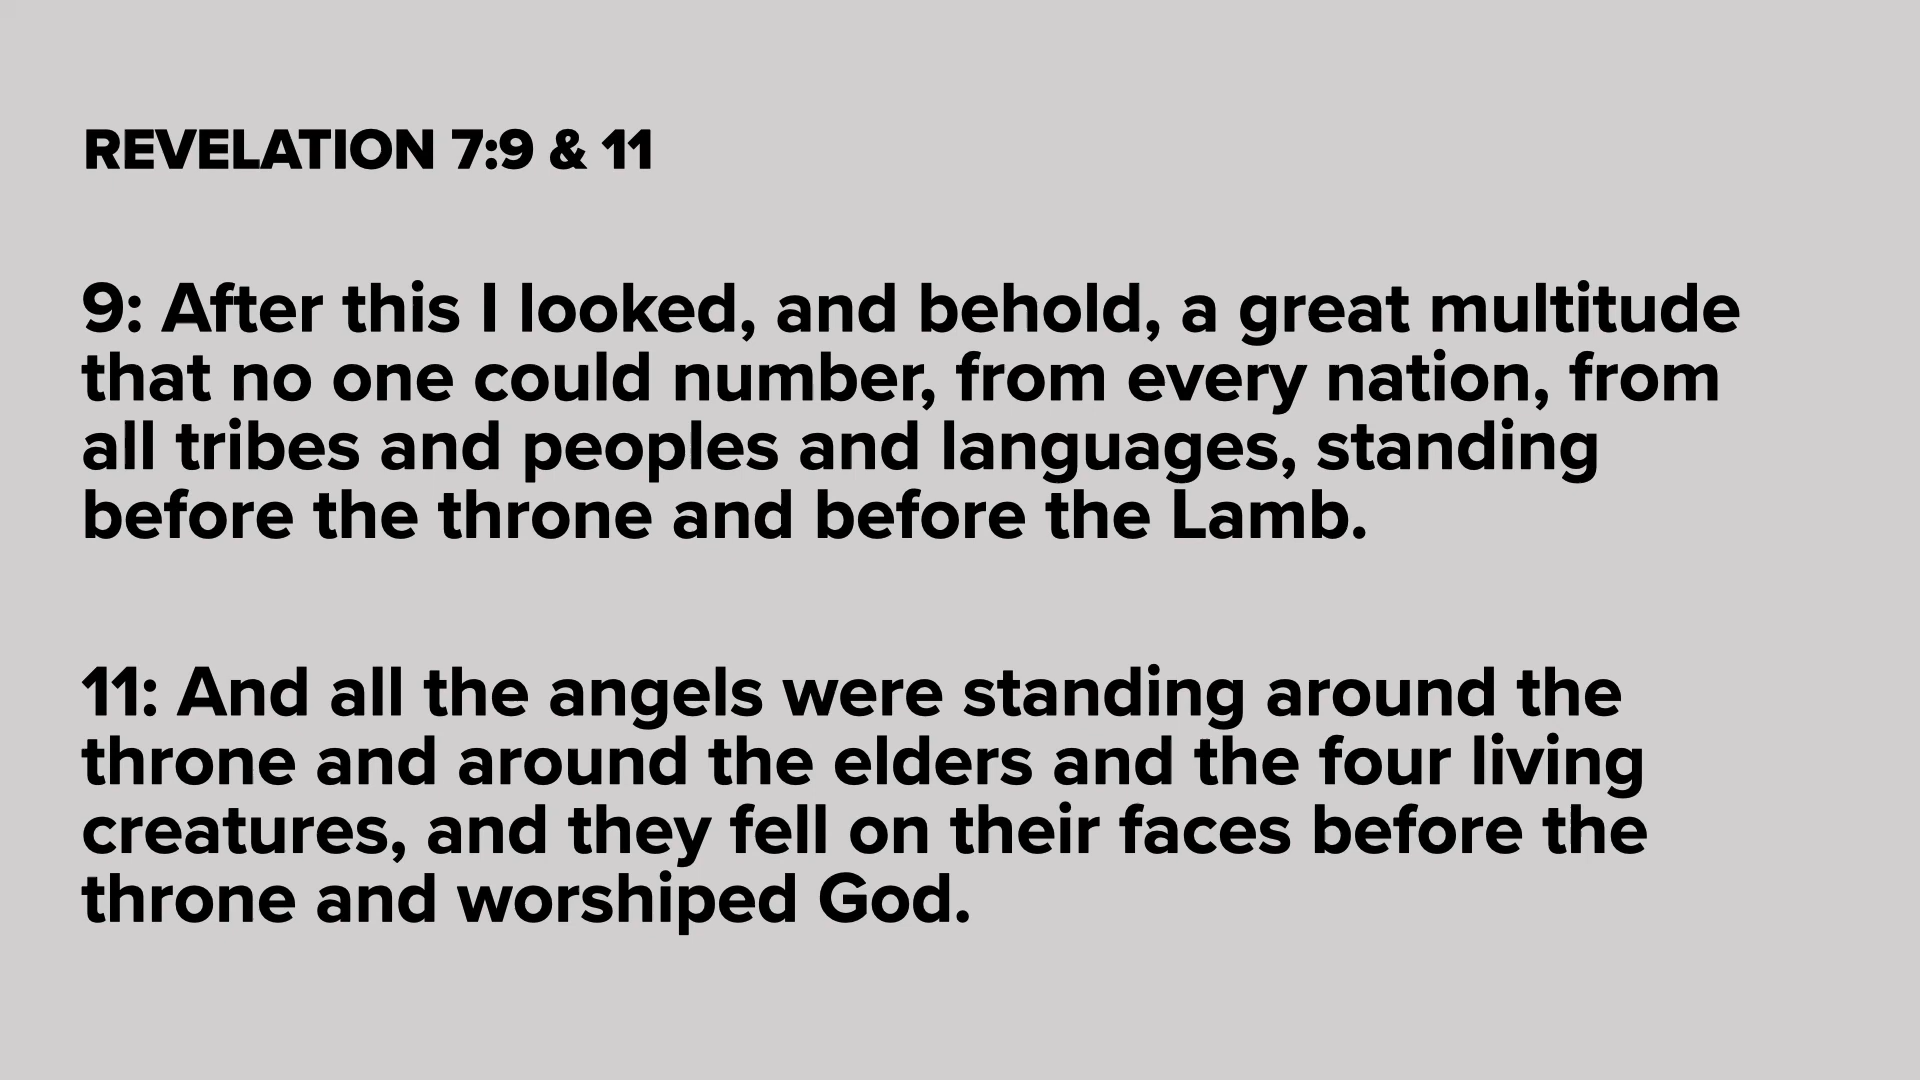 REVELATION 7:9 & 11
9: After this I looked, and behold, a great multitude
that no one could number, from every nation, from
all tribes and peoples and languages, standing
before the throne and before the Lamb.
11: And all the angels were standing around the
throne and around the elders and the four living
creatures, and they fell on their faces before the
throne and worshiped God.